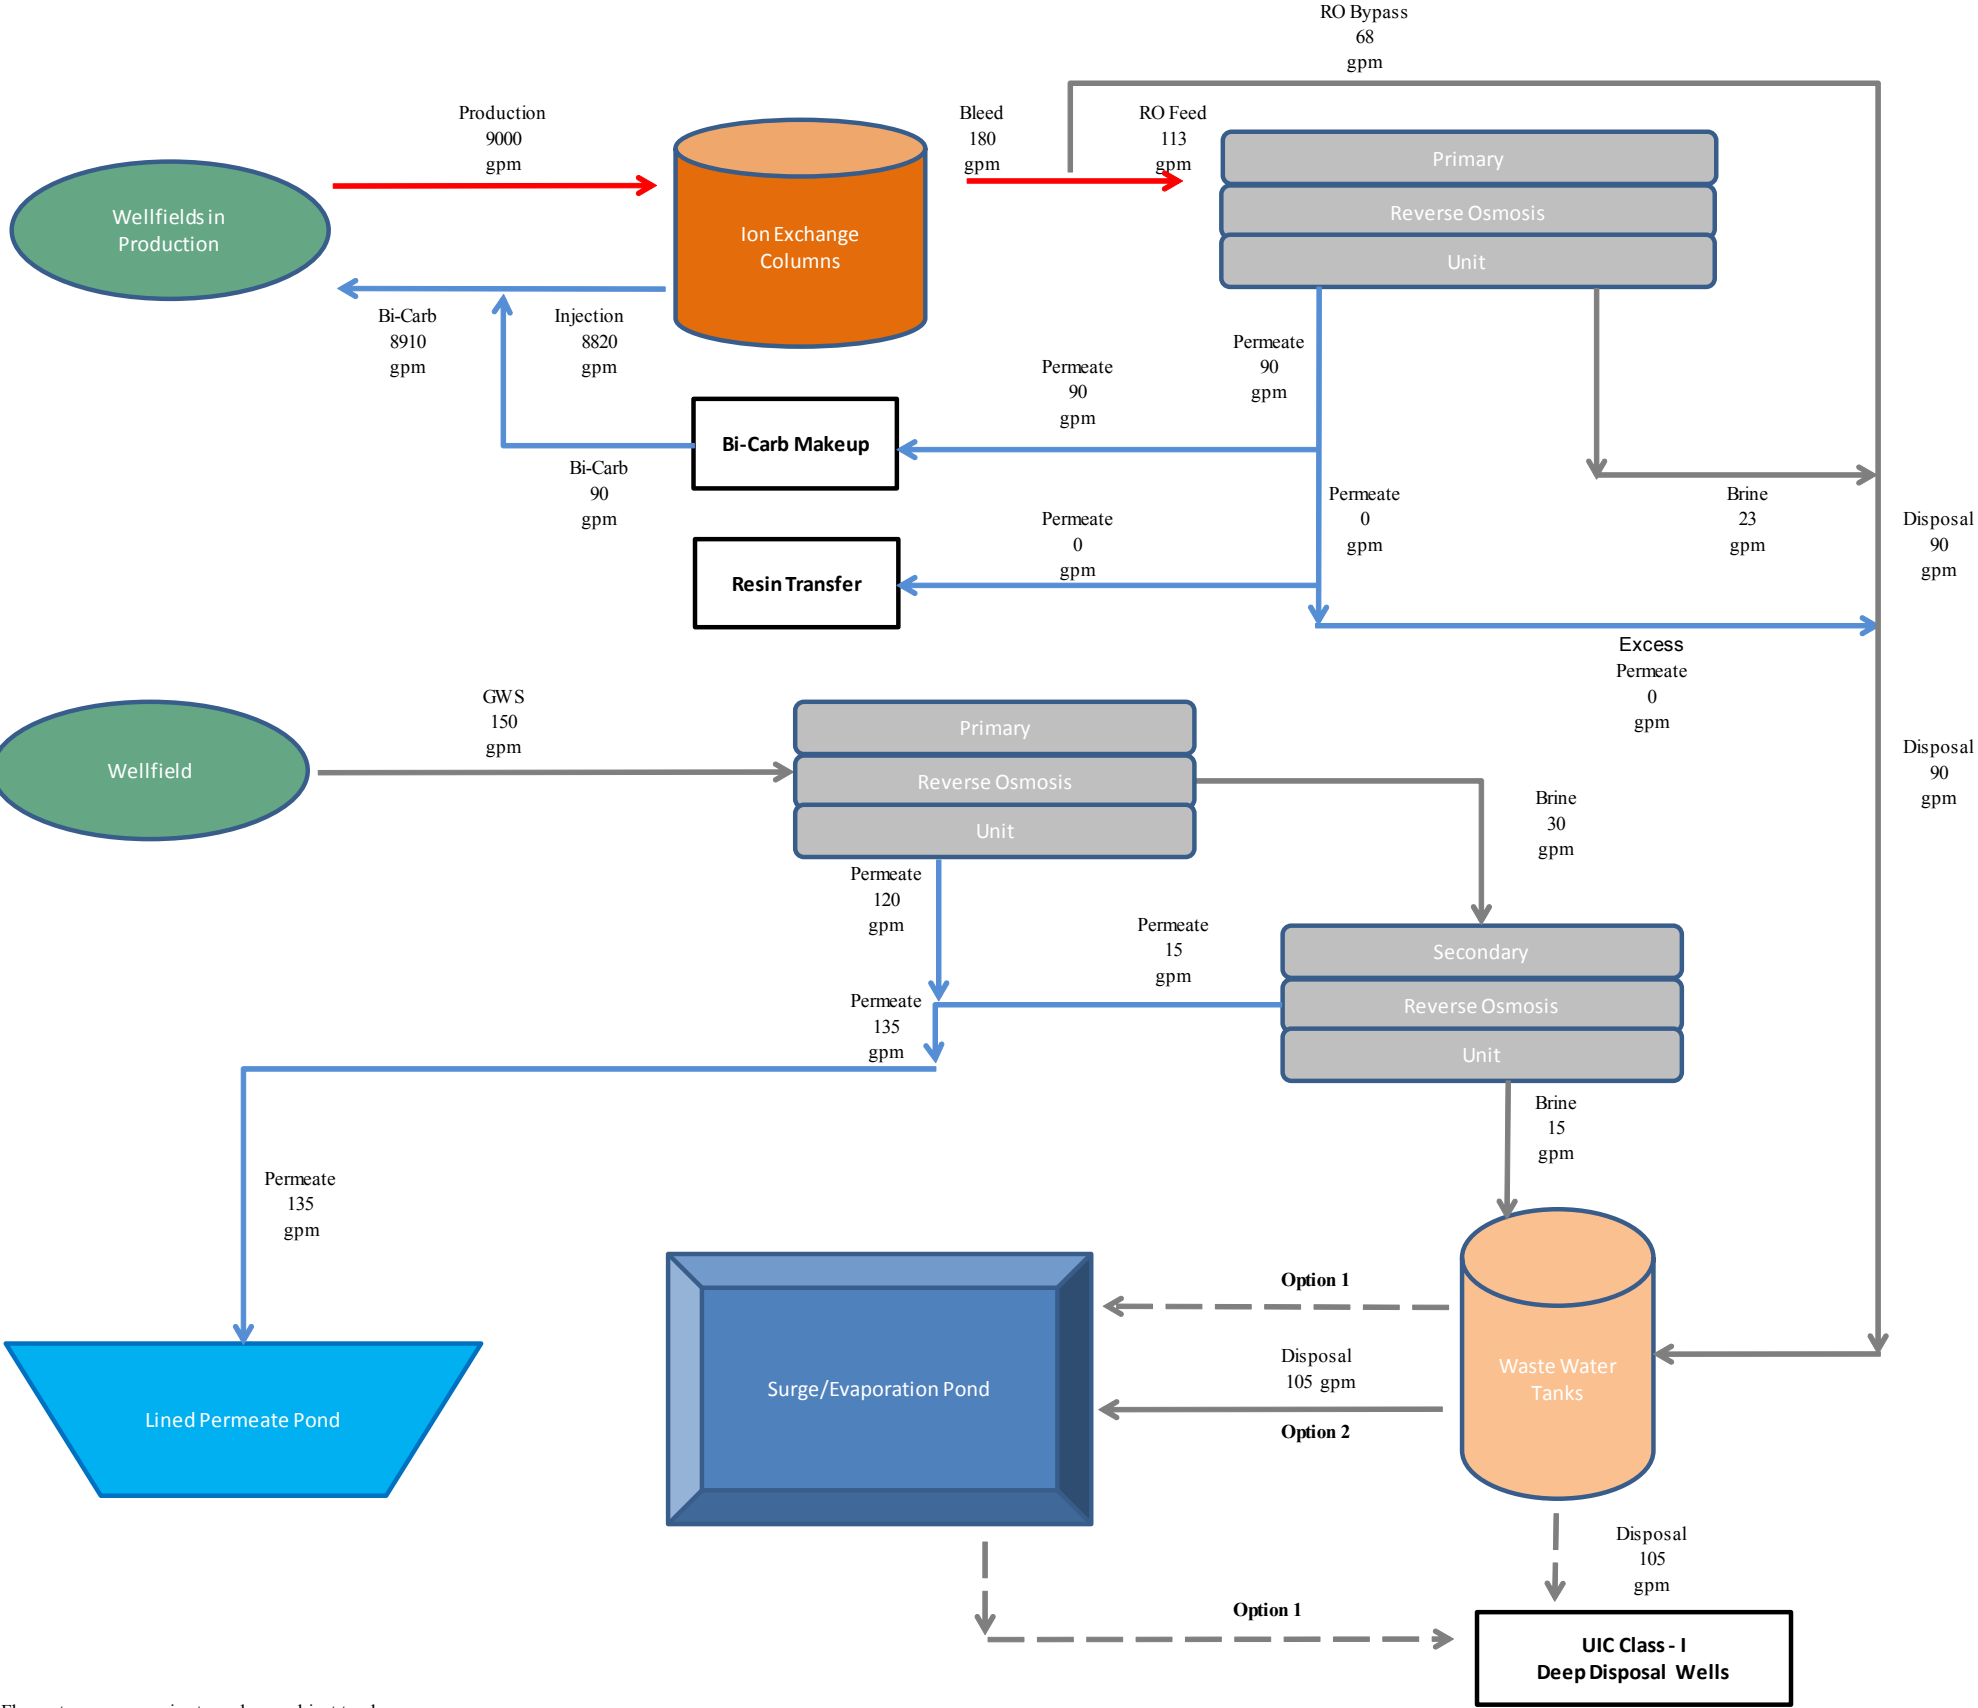 RO Bypass
68
gpm
Production
9000
gpm
Bleed
180
gpm
RO Feed
113
gpm
Primary
Reverse Osmosis
Unit
Wellfields in
Production
Ion Exchange
Columns
Bi-Carb
8910
gpm
Injection
8820
gpm
Permeate
90
gpm
Permeate
90
gpm
Bi-Carb Makeup
Bi-Carb
90
gpm
Permeate
0
gpm
Permeate
0
gpm
Brine
23
gpm
Disposal
90
gpm
Resin Transfer
Excess
Permeate
0
gpm
GWS
150
gpm
Primary
Reverse Osmosis
Unit
Wellfield
Disposal
90
gpm
Brine
30
gpm
Permeate
120
gpm
Permeate
15
gpm
Secondary
Reverse Osmosis
Unit
Permeate
135
gpm
Brine
15
gpm
Permeate
135
gpm
Option 1
Disposal
105 gpm
Option 2
Waste Water
Tanks
Surge/Evaporation Pond
Lined Permeate Pond
Disposal
105
gpm
Option 1
UIC Class - I
Deep Disposal Wells